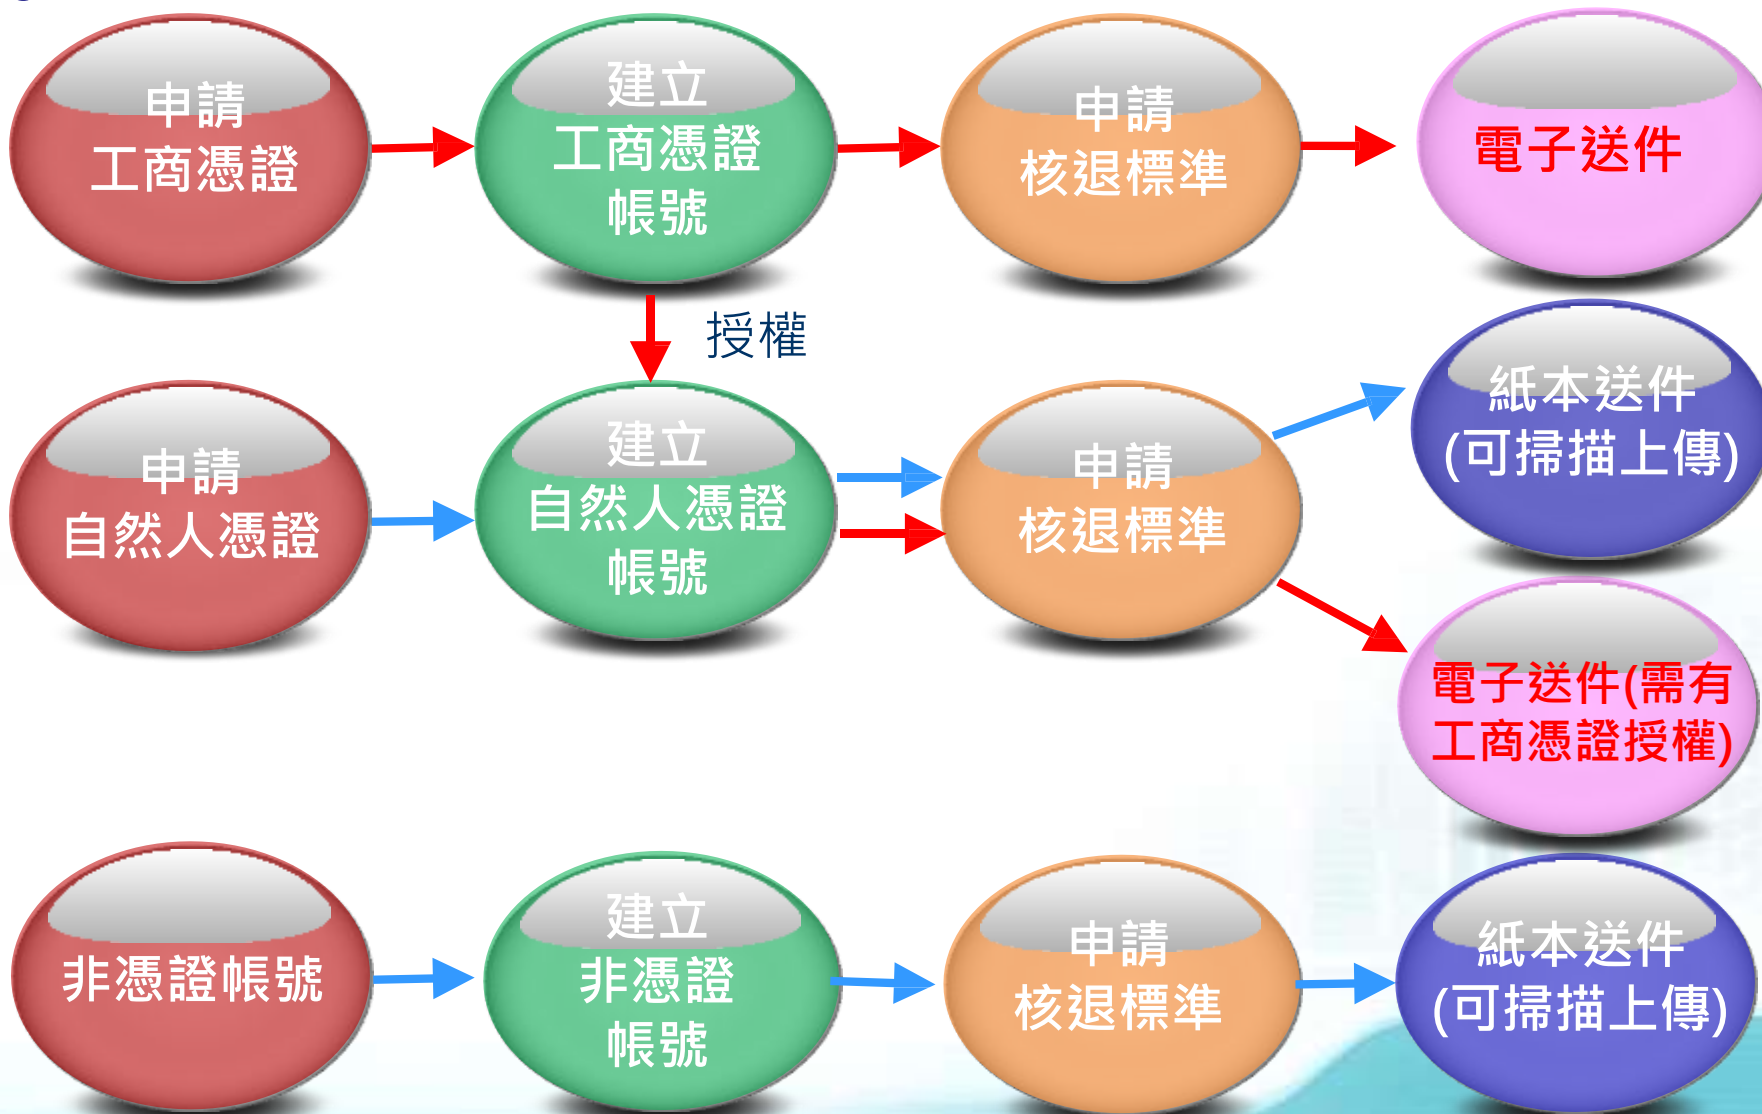 申請
工商憑證
建立
工商憑證
帳號
申請
核退標準
電子送件
授權
申請
自然人憑證
建立
自然人憑證
帳號
申請
核退標準
紙本送件
(可掃描上傳)
電子送件(需有
工商憑證授權)
非憑證帳號
建立
非憑證
帳號
申請
核退標準
紙本送件
(可掃描上傳)